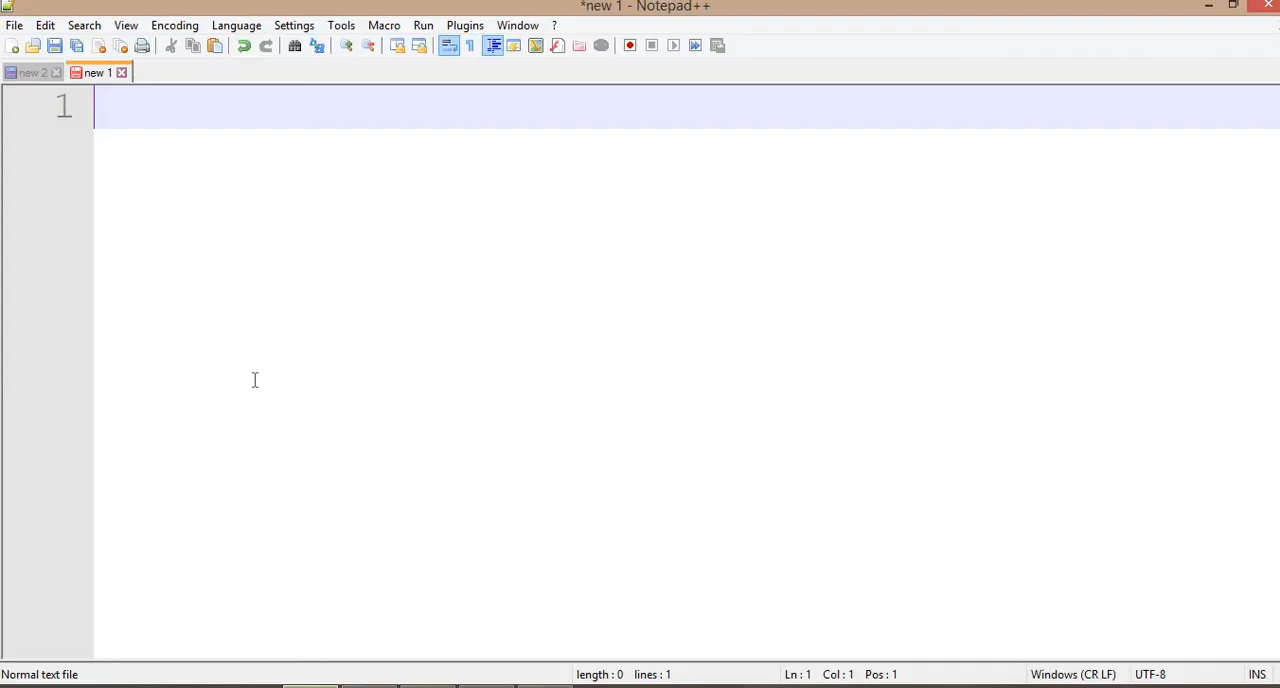 *new 1 - Notepad++
File Edit Search View Encoding Language Settings Tools Macro Run Plugins Window ?
new 2 new 1
1
Normal text file length : 0 lines : 1 Ln : 1 Col : 1 Pos : 1 Windows (CR LF) UTF-8 INS